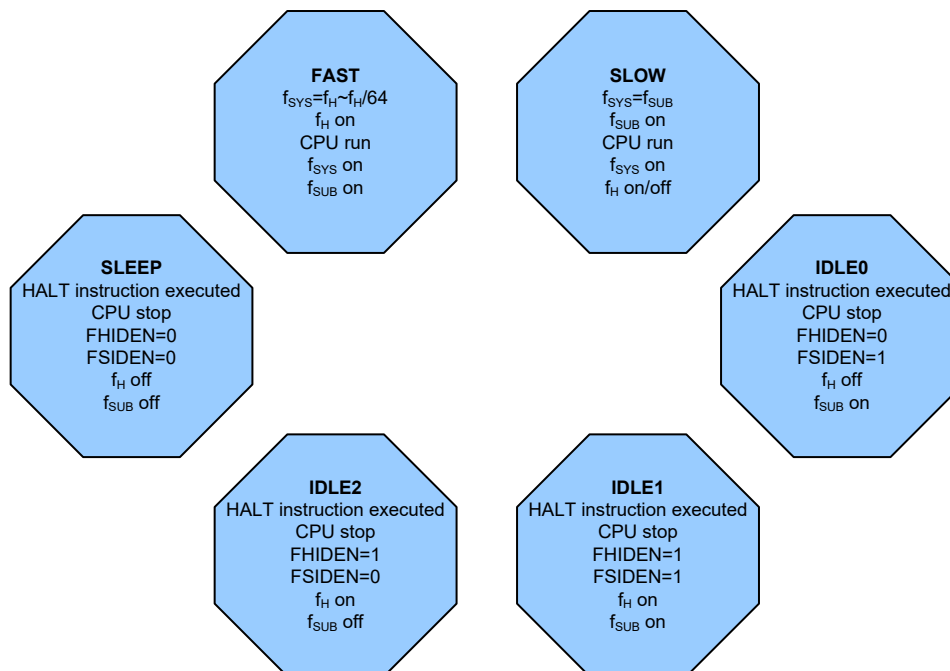 FAST
fSYS=fH~fH/64
fH on
CPU run
fSYS on
fSUB on
SLOW
fSYS=fSUB
fSUB on
CPU run
fSYS on
fH on/off
SLEEP
HALT instruction executed
CPU stop
FHIDEN=0
FSIDEN=0
fH off
fSUB off
IDLE0
HALT instruction executed
CPU stop
FHIDEN=0
FSIDEN=1
fH off
fSUB on
IDLE2
HALT instruction executed
CPU stop
FHIDEN=1
FSIDEN=0
fH on
fSUB off
IDLE1
HALT instruction executed
CPU stop
FHIDEN=1
FSIDEN=1
fH on
fSUB on